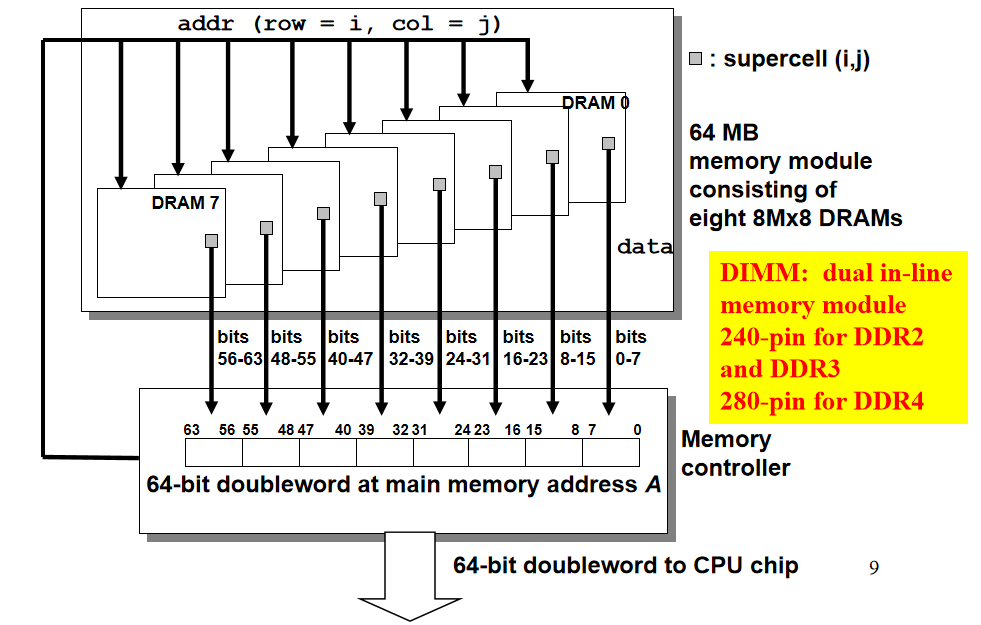 addr (row = i, col = j)
: supercell (i,j)
DRAM 0
64 MB
memory module
consisting of
eight 8Mx8 DRAMs
DRAM 7
data
DIMM: dual in-line
memory module
240-pin for DDR2
and DDR3
280-pin for DDR4
bits
56-63
bits
48-55
bits
40-47
bits
32-39
bits
24-31
bits
16-23
bits
8-15
bits
0-7
63 56 55 48 47 40 39 32 31 24 23 16 15 8 7 0
Memory
controller
64-bit doubleword at main memory address A
64-bit doubleword to CPU chip
9